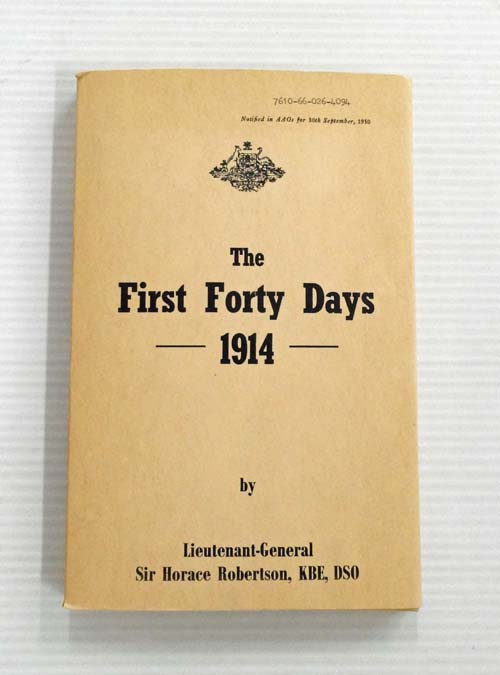 7610-66-026-4094
Notified in AAOs for 30th September, 1950
The
First Forty Days
— 1914 —
by
Lieutenant-General
Sir Horace Robertson, KBE, DSO